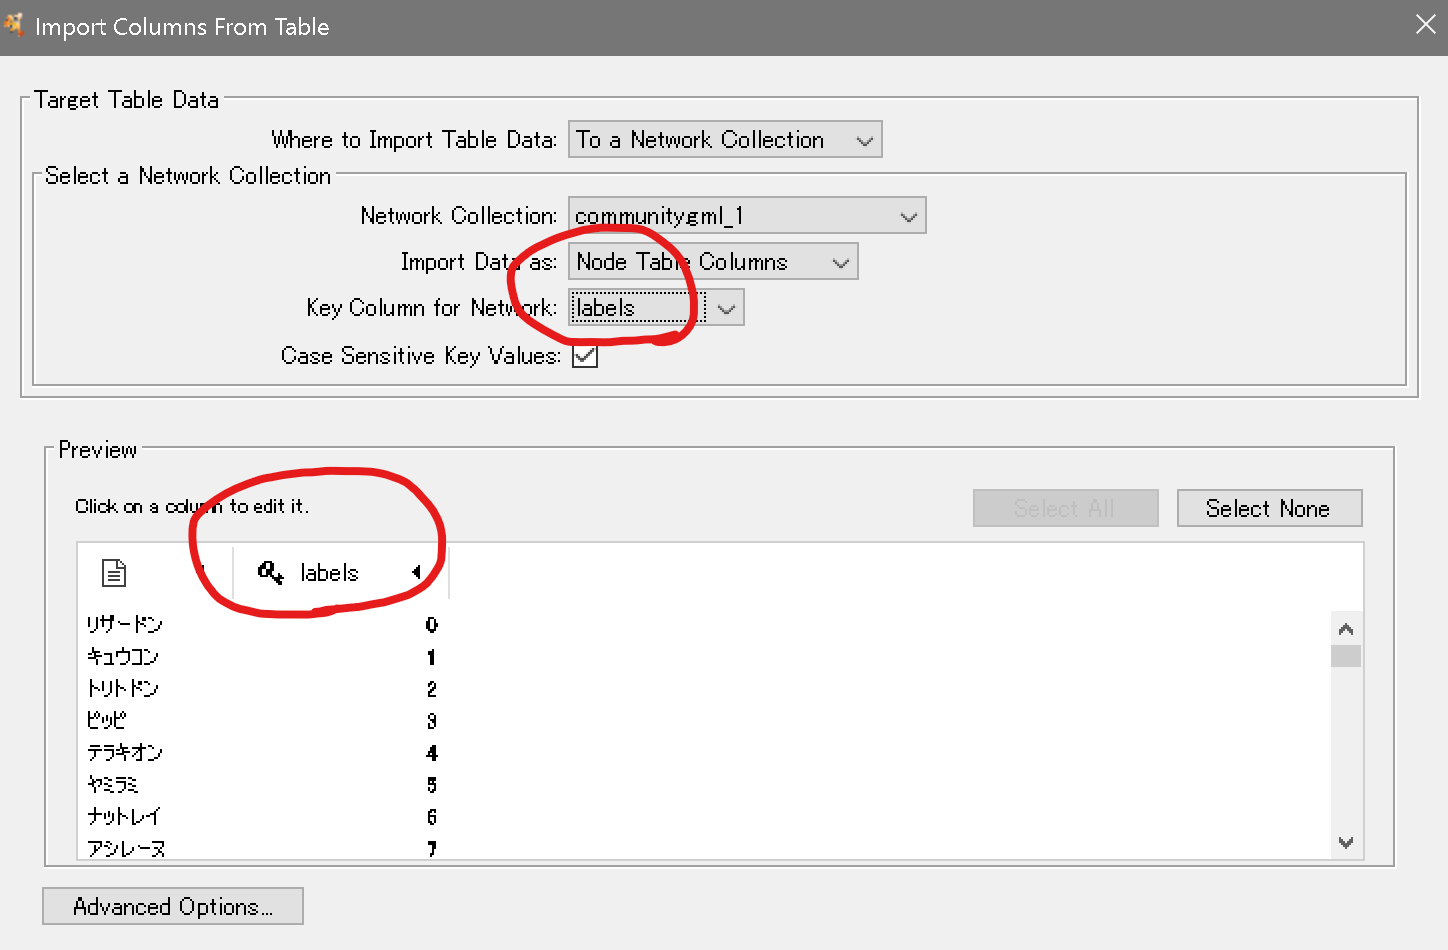 Import Columns From Table
Target Table Data
Where to Import Table Data: To a Network Collection
Select a Network Collection
Network Collection: community.gml_1
Import Data as: Node Table Columns
Key Column for Network: labels
Case Sensitive Key Values:
Preview
Click on a column to edit it.
Select All Select None
labels
リザードン 0
キュウコン 1
トリトドン 2
ピッピ 3
テラキオン 4
ヤミラミ 5
ナットレイ 6
アシレーヌ 7
Advanced Options...